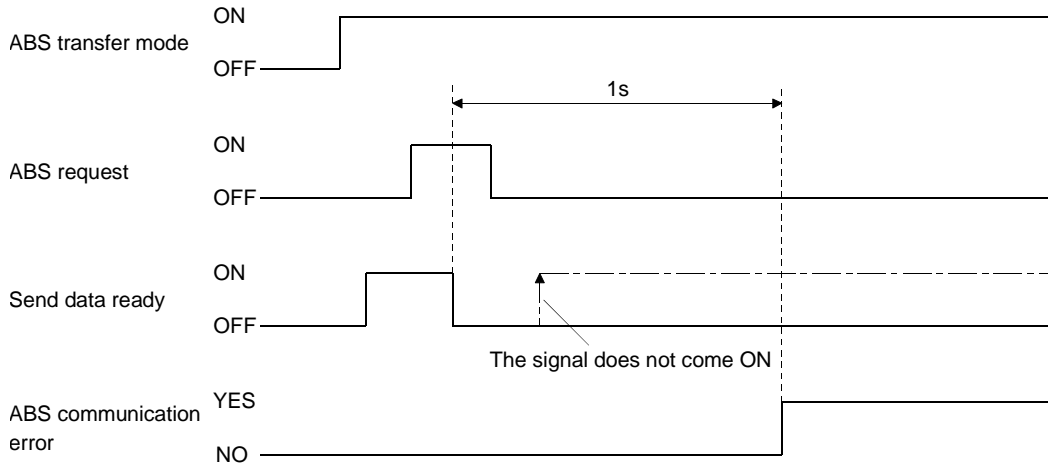 ON
ABS transfer mode
OFF
1s
ON
ABS request
OFF
ON
Send data ready
OFF
The signal does not come ON
YES
ABS communication
error
NO